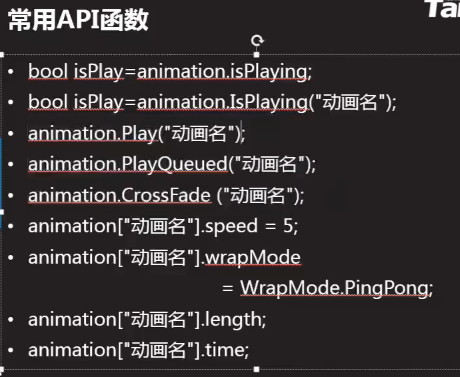 常用API函数
Tar
• bool isPlay=animation.isPlaying;
• bool isPlay=animation.IsPlaying("动画名");
• animation.Play("动画名");
• animation.PlayQueued("动画名");
• animation.CrossFade ("动画名");
• animation["动画名"].speed = 5;
• animation["动画名"].wrapMode
= WrapMode.PingPong;
• animation["动画名"].length;
• animation["动画名"].time;